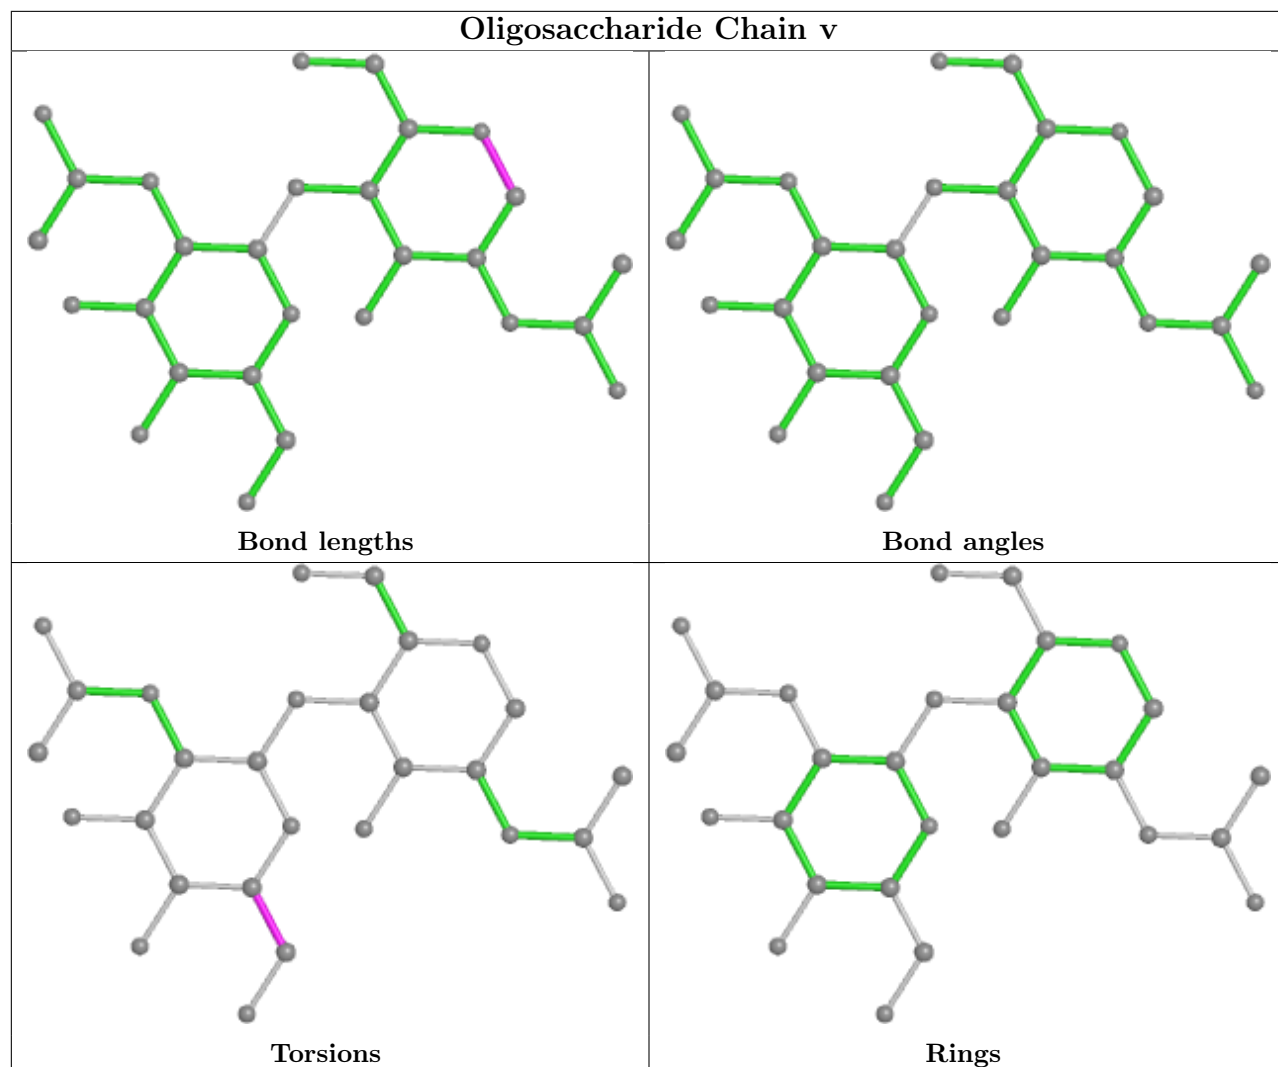 Oligosaccharide Chain v
Bond lengths
Bond angles
Torsions
Rings